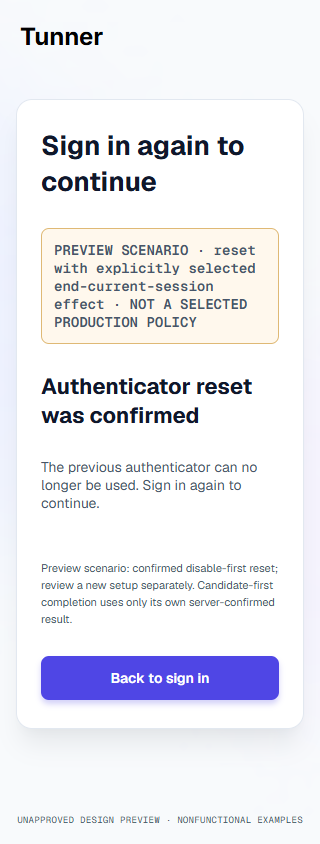 Tunner
Sign in again to
continue
PREVIEW SCENARIO · reset
with explicitly selected
end-current-session
effect · NOT A SELECTED
PRODUCTION POLICY
Authenticator reset
was confirmed
The previous authenticator can no
longer be used. Sign in again to
continue.
Preview scenario: confirmed disable-first reset;
review a new setup separately. Candidate-first
completion uses only its own server-confirmed
result.
Back to sign in
UNAPPROVED DESIGN PREVIEW · NONFUNCTIONAL EXAMPLES